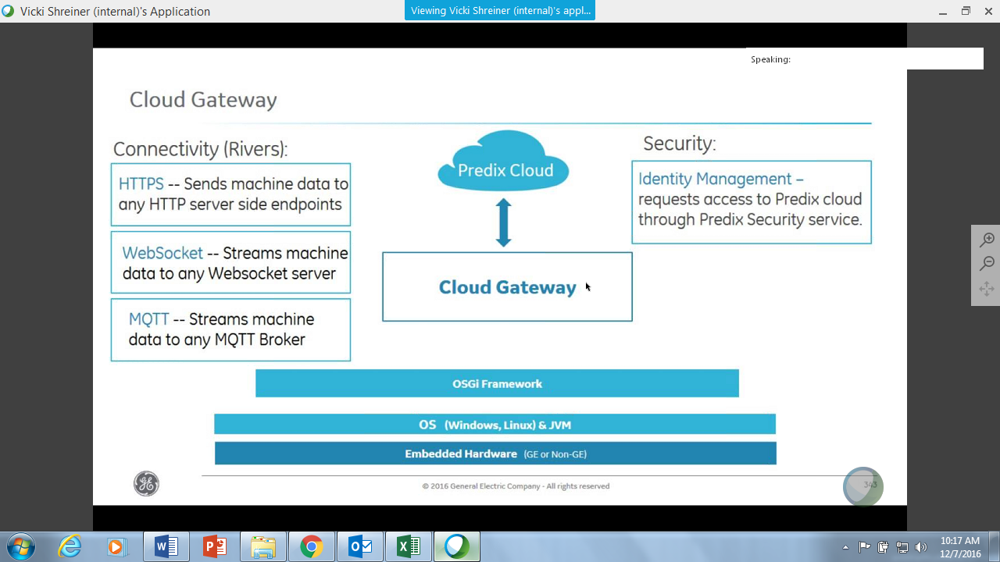 Vicki Shreiner (internal)'s Application
Viewing Vicki Shreiner (internal)'s appl...
Speaking:
Cloud Gateway
Connectivity (Rivers):
HTTPS -- Sends machine data to
any HTTP server side endpoints
WebSocket -- Streams machine
data to any Websocket server
MQTT -- Streams machine
data to any MQTT Broker
Predix Cloud
Cloud Gateway
Security:
Identity Management –
requests access to Predix cloud
through Predix Security service.
OSGi Framework
OS (Windows, Linux) & JVM
Embedded Hardware (GE or Non-GE)
© 2016 General Electric Company - All rights reserved
343
10:17 AM
12/7/2016